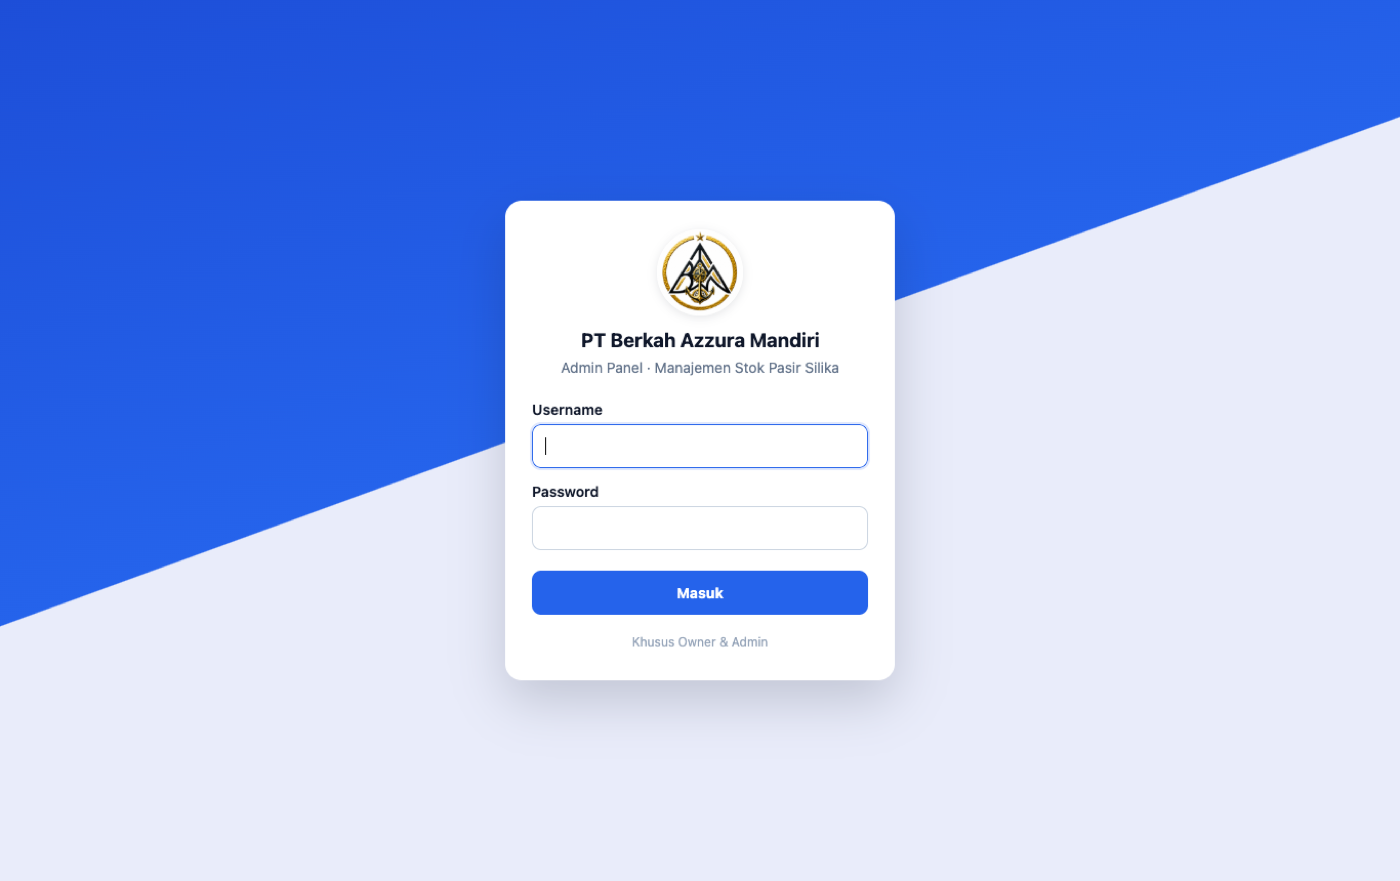 PT Berkah Azzura Mandiri
Admin Panel · Manajemen Stok Pasir Silika
Username
Password
Masuk
Khusus Owner & Admin